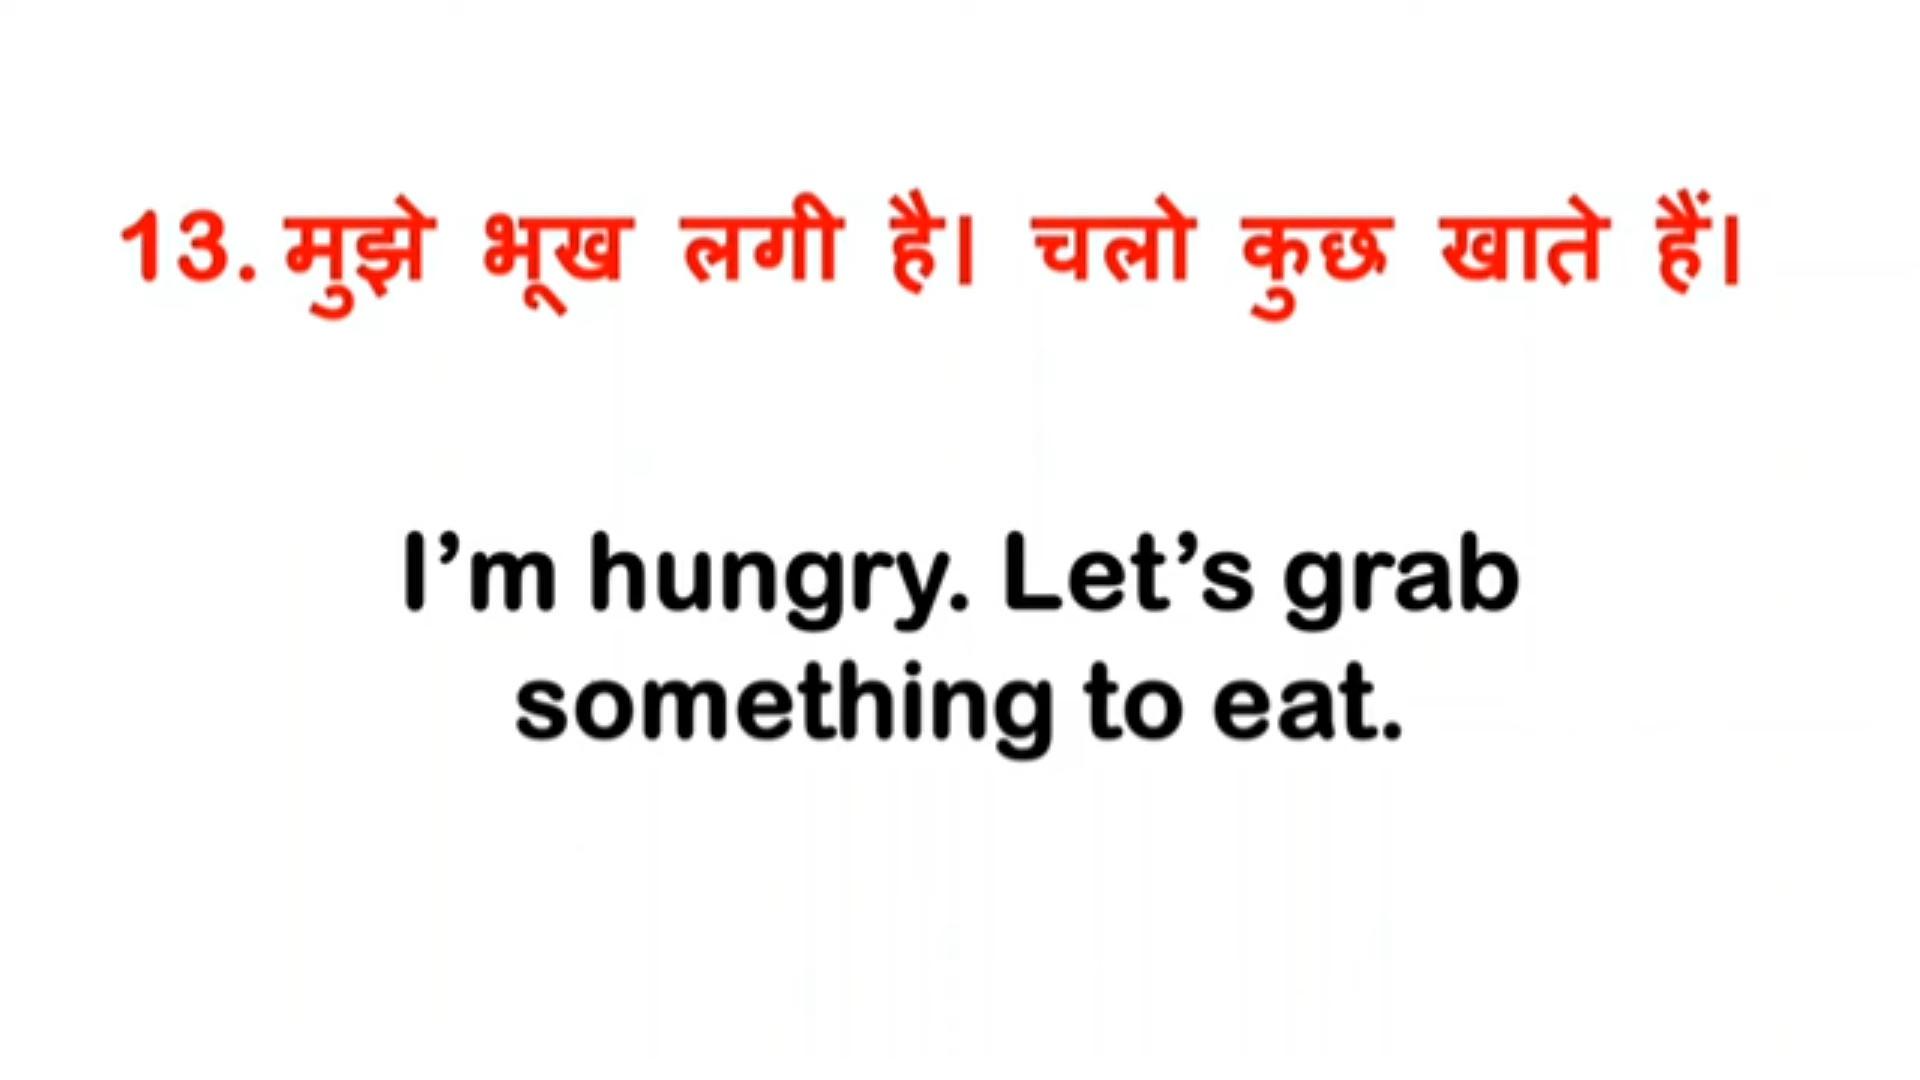 13. मुझे भूख लगी है। चलो कुछ खाते हैं।
I’m hungry. Let’s grab
something to eat.